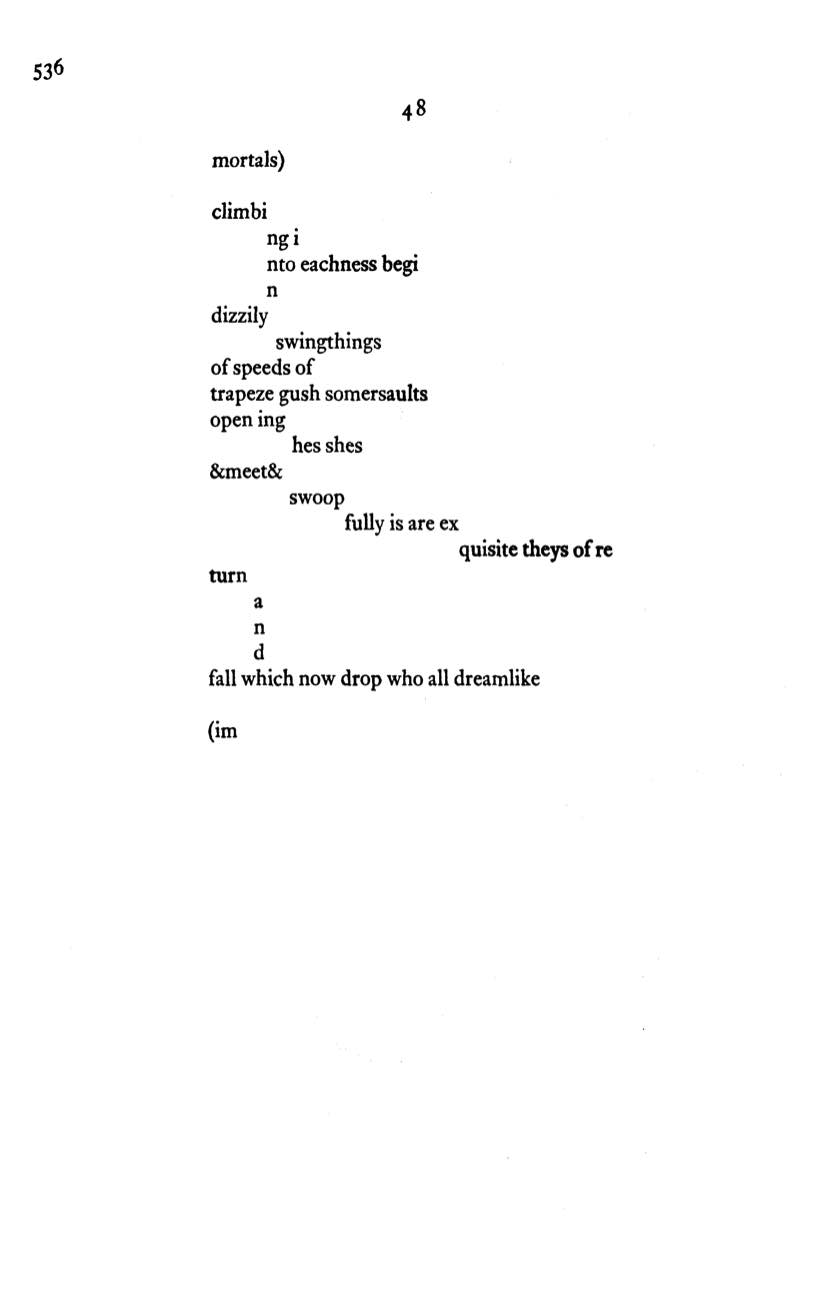 536
48
mortals)
climbi
ng i
nto eachness begi
n
dizzily
swingthings
of speeds of
trapeze gush somersaults
open ing
hes shes
&meet&
swoop
fully is are ex
quisite theys of re
turn
a
n
d
fall which now drop who all dreamlike
(im